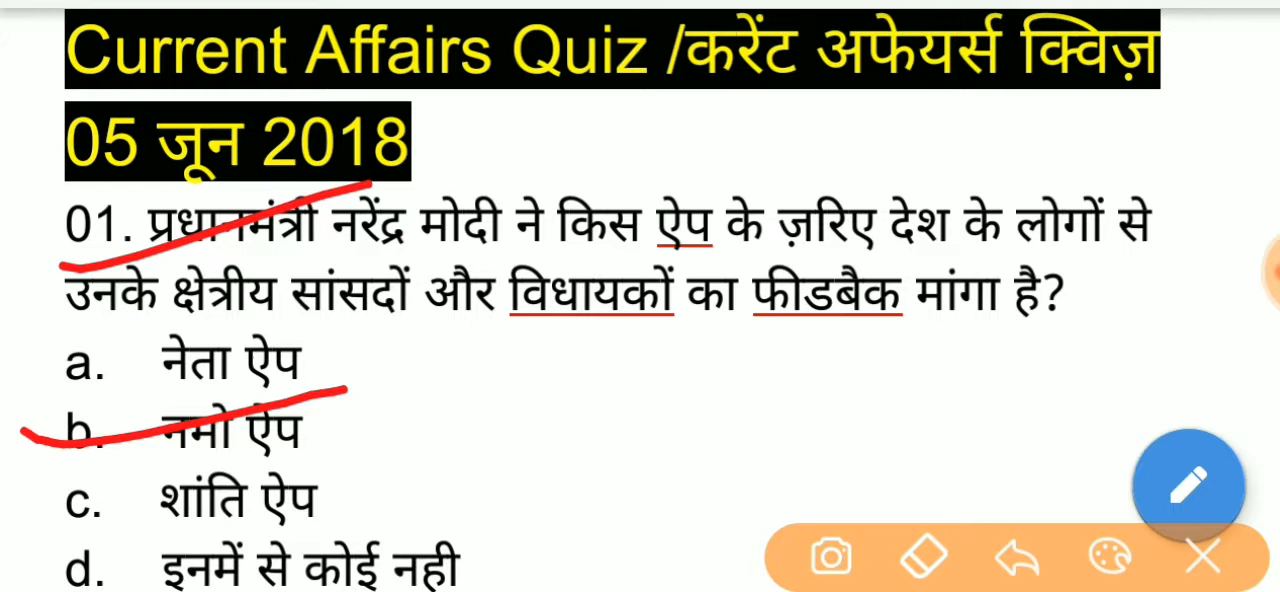 Current Affairs Quiz /करेंट अफेयर्स क्विज़
05 जून 2018
01. प्रधानमंत्री नरेंद्र मोदी ने किस ऐप के ज़रिए देश के लोगों से
उनके क्षेत्रीय सांसदों और विधायकों का फीडबैक मांगा है?
a. नेता ऐप
b. नमो ऐप
c. शांति ऐप
d. इनमें से कोई नही